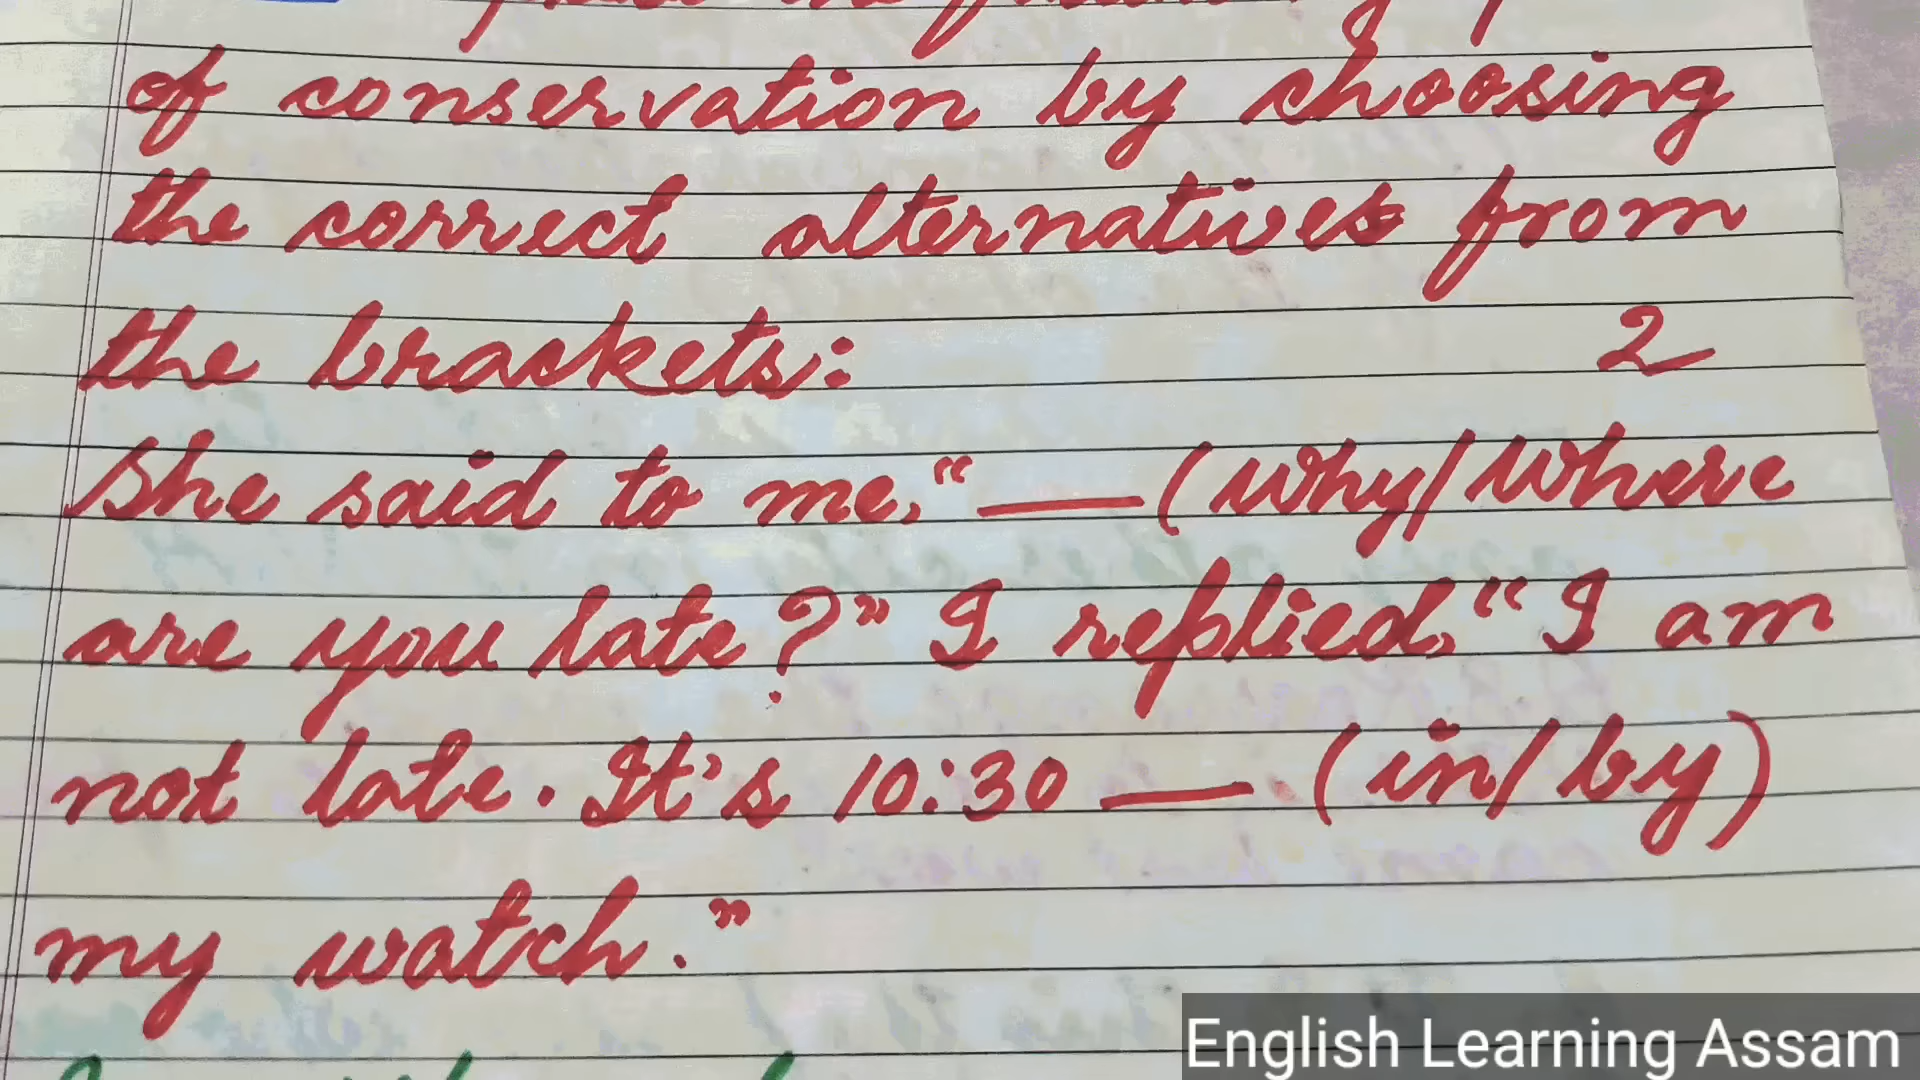 of conservation by choosing
the correct alternatives from
the brackets: 2
She said to me, “— (Why/Where
are you late?” I replied, “I am
not late. It's 10:30 — (in/by)
my watch.”
English Learning Assam